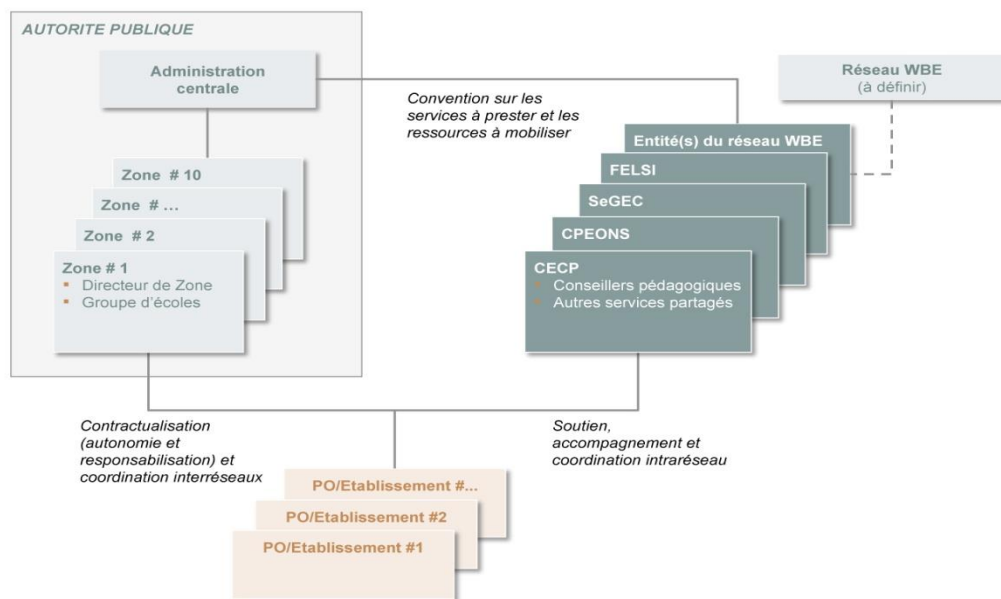 AUTORITE PUBLIQUE
Administration
centrale
Réseau WBE
(à définir)
Convention sur les
services à prester et les
ressources à mobiliser
Entité(s) du réseau WBE
FELSI
SeGEC
CPEONS
CECP
Conseillers pédagogiques
Autres services partagés
Zone # 10
Zone # ...
Zone # 2
Zone # 1
Directeur de Zone
Groupe d'écoles
Contractualisation
(autonomie et
responsabilisation) et
coordination interréseaux
Soutien,
accompagnement et
coordination intraréseau
PO/Etablissement #...
PO/Etablissement #2
PO/Etablissement #1